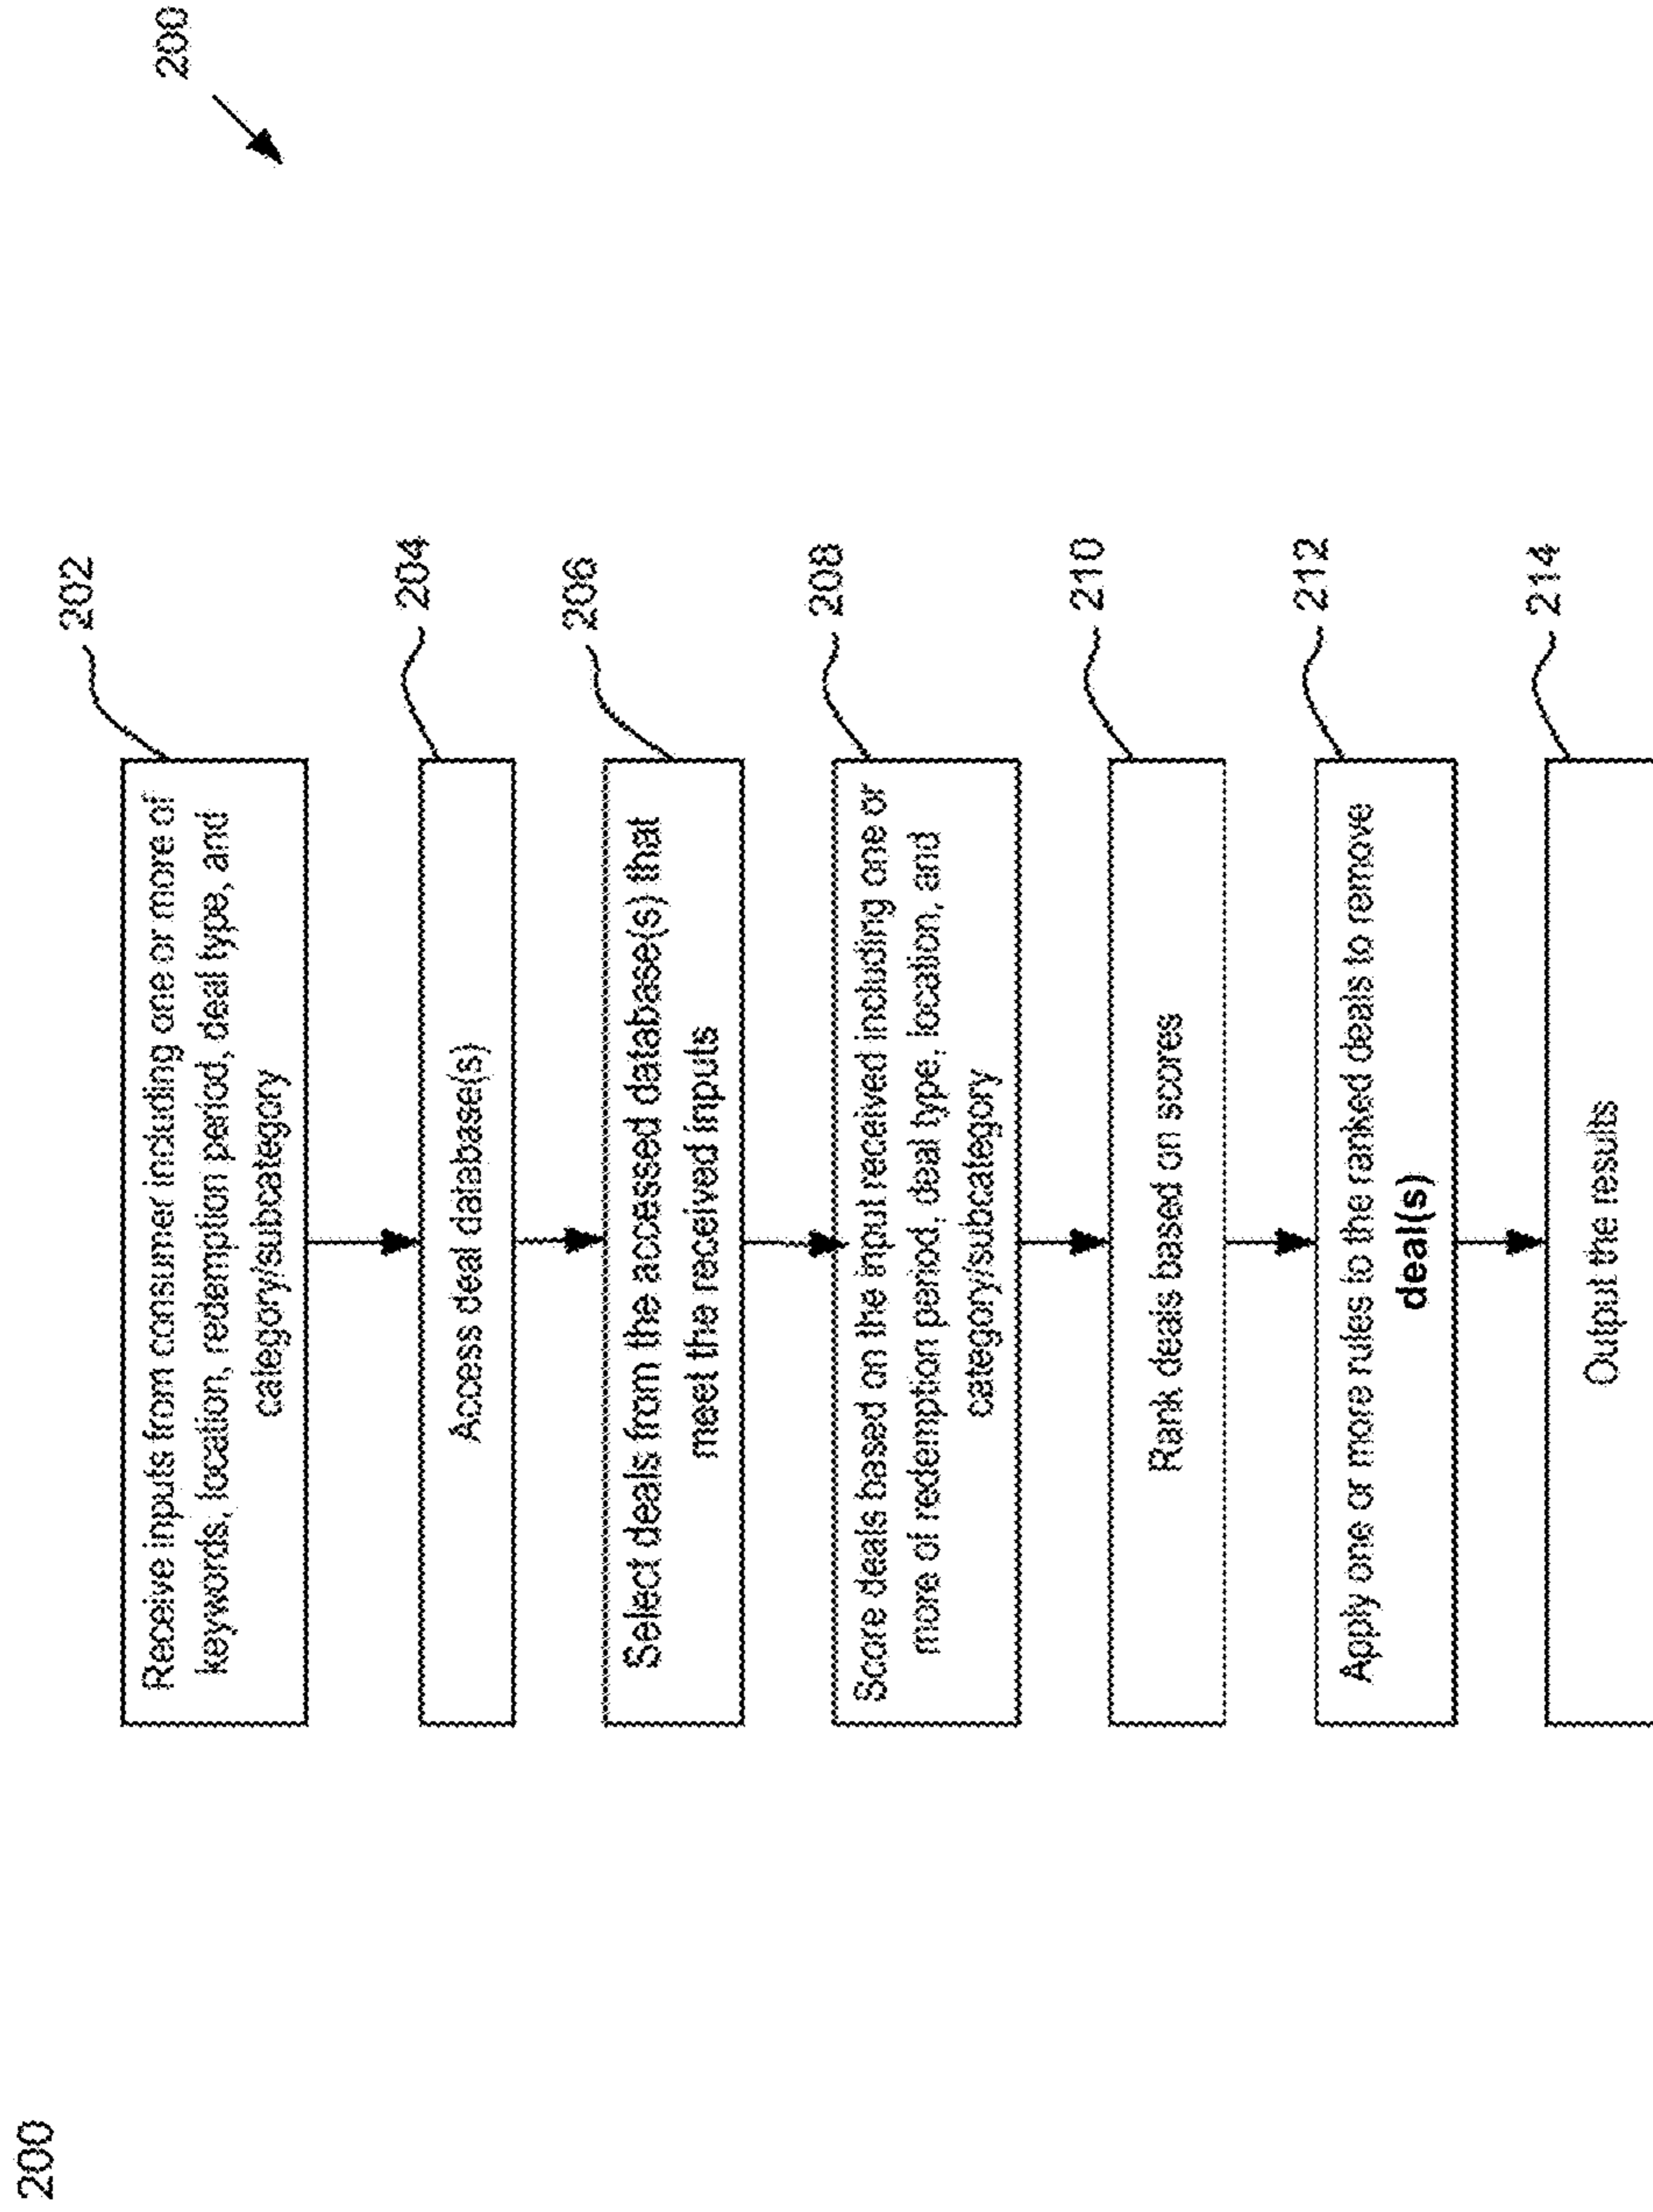 200
200
202
Receive inputs from consumer including one or more of
keywords, location, redemption period, deal type, and
category/subcategory
204
Access deal database(s)
206
Select deals from the accessed database(s) that
meet the received inputs
208
Score deals based on the input received including one or
more of redemption period, deal type, location, and
category/subcategory
210
Rank deals based on scores
212
Apply one or more rules to the ranked deals to remove
deal(s)
214
Output the results